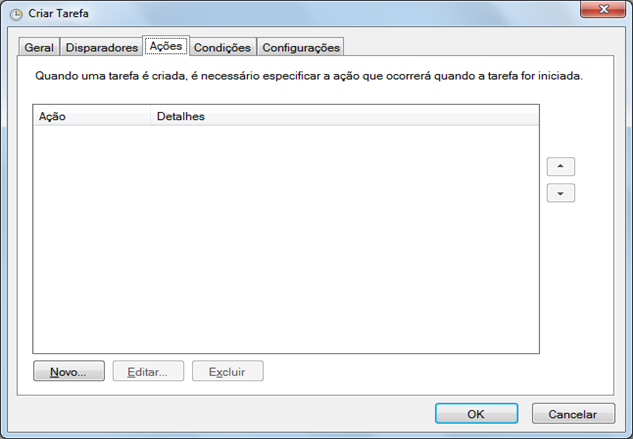 Criar Tarefa
Geral Disparadores Ações Condições Configurações
Quando uma tarefa é criada, é necessário especificar a ação que ocorrerá quando a tarefa for iniciada.
Ação Detalhes
Novo... Editar... Excluir
OK Cancelar